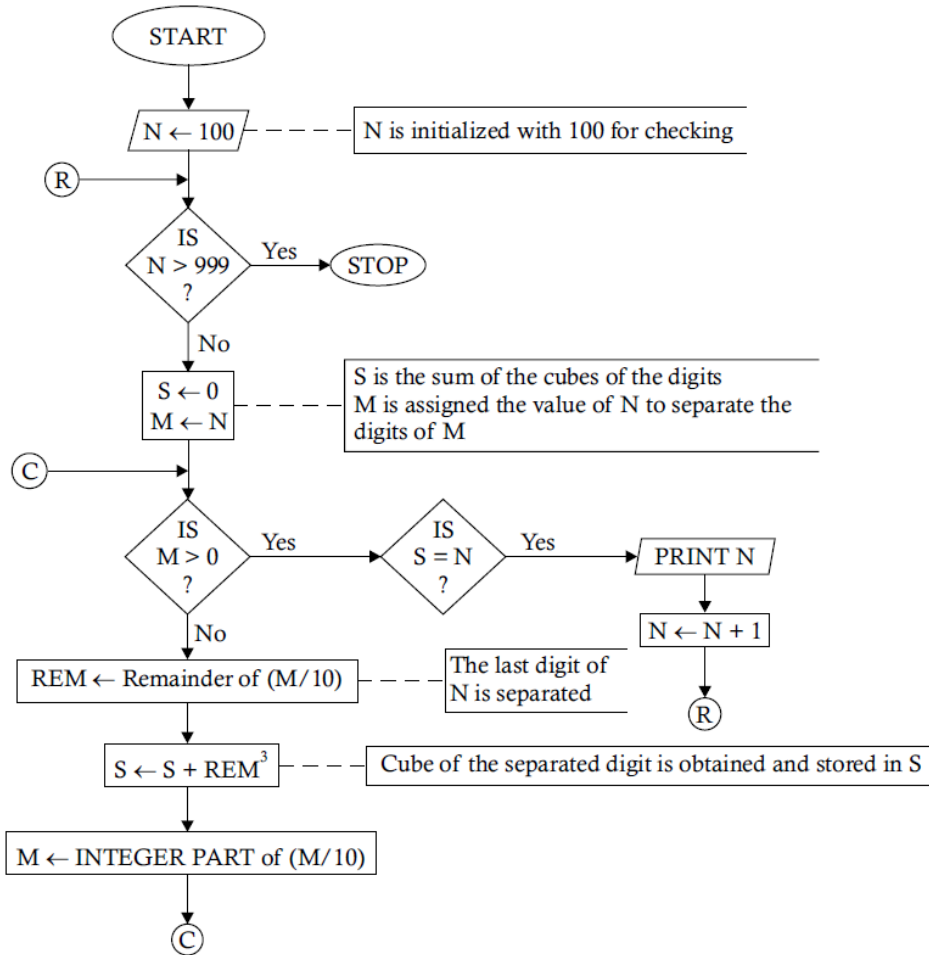 START
N ← 100
N is initialized with 100 for checking
R
IS
N > 999
?
Yes
STOP
No
S ← 0
M ← N
S is the sum of the cubes of the digits
M is assigned the value of N to separate the
digits of M
C
IS
M > 0
?
Yes
IS
S = N
?
Yes
PRINT N
N ← N + 1
R
No
REM ← Remainder of (M/10)
The last digit of
N is separated
S ← S + REM³
Cube of the separated digit is obtained and stored in S
M ← INTEGER PART of (M/10)
C